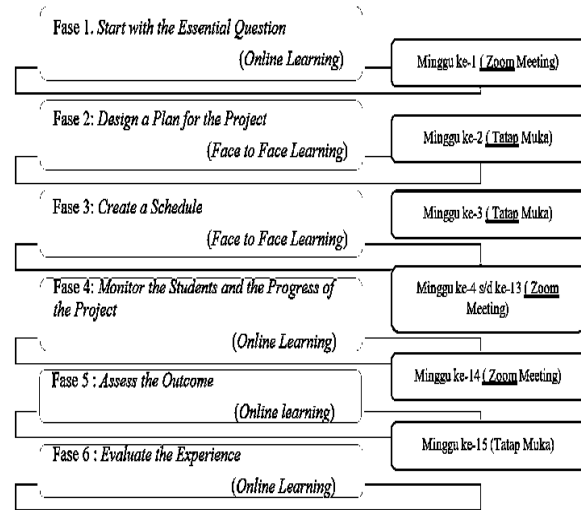 Fase 1. Start with the Essential Question
(Online Learning)
Minggu ke-1 ( Zoom Meeting)
Fase 2: Design a Plan for the Project
(Face to Face Learning)
Minggu ke-2 ( Tatap Muka)
Fase 3: Create a Schedule
(Face to Face Learning)
Minggu ke-3 ( Tatap Muka)
Fase 4: Monitor the Students and the Progress of
the Project
(Online Learning)
Minggu ke-4 s/d ke-13 ( Zoom
Meeting)
Fase 5 : Assess the Outcome
(Online learning)
Minggu ke-14 ( Zoom Meeting)
Fase 6 : Evaluate the Experience
(Online Learning)
Minggu ke-15 (Tatap Muka)